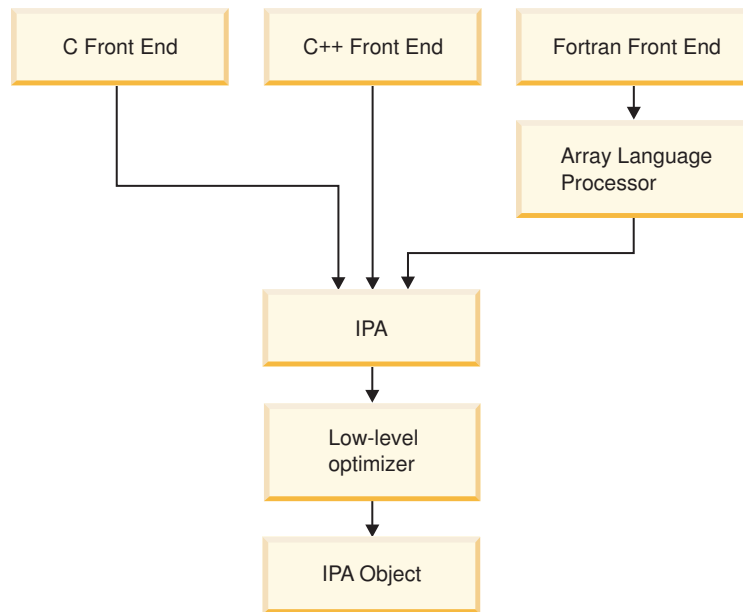 C Front End
C++ Front End
Fortran Front End
Array Language
Processor
IPA
Low-level
optimizer
IPA Object